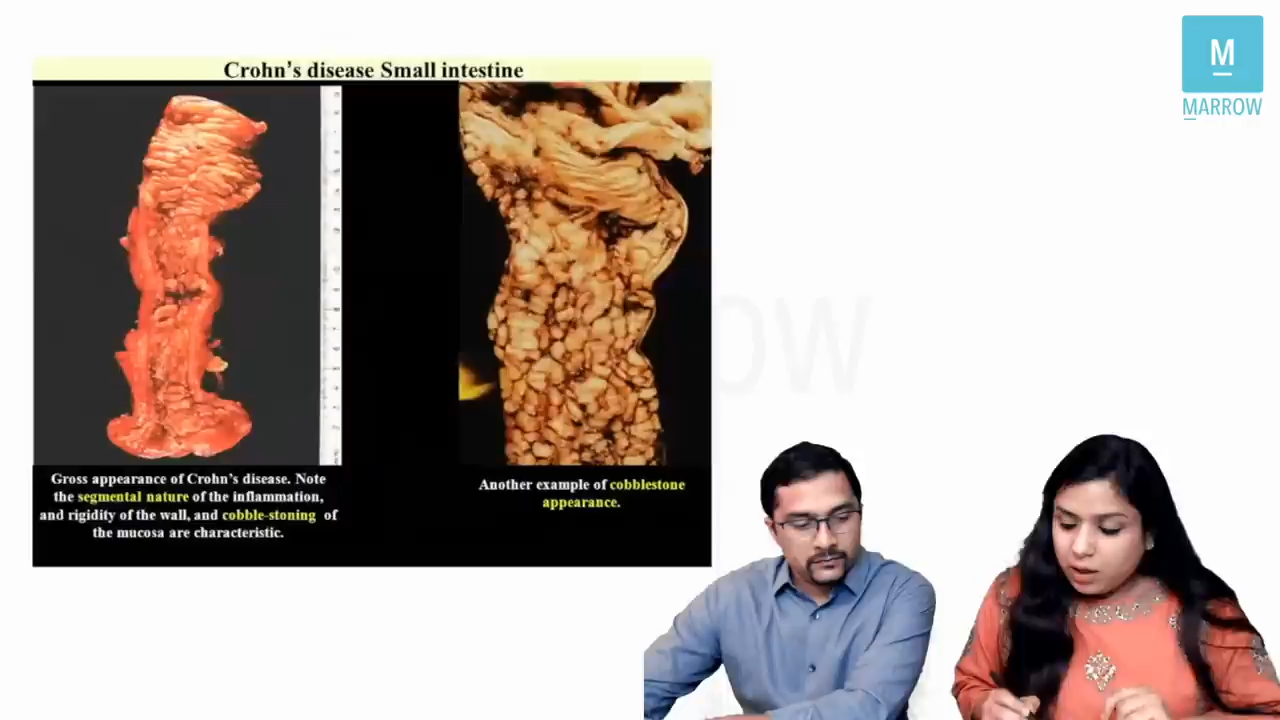 M
MARROW
Crohn's disease Small intestine
Gross appearance of Crohn's disease. Note
the segmental nature of the inflammation,
and rigidity of the wall, and cobble-stoning of
the mucosa are characteristic.
Another example of cobblestone
appearance.